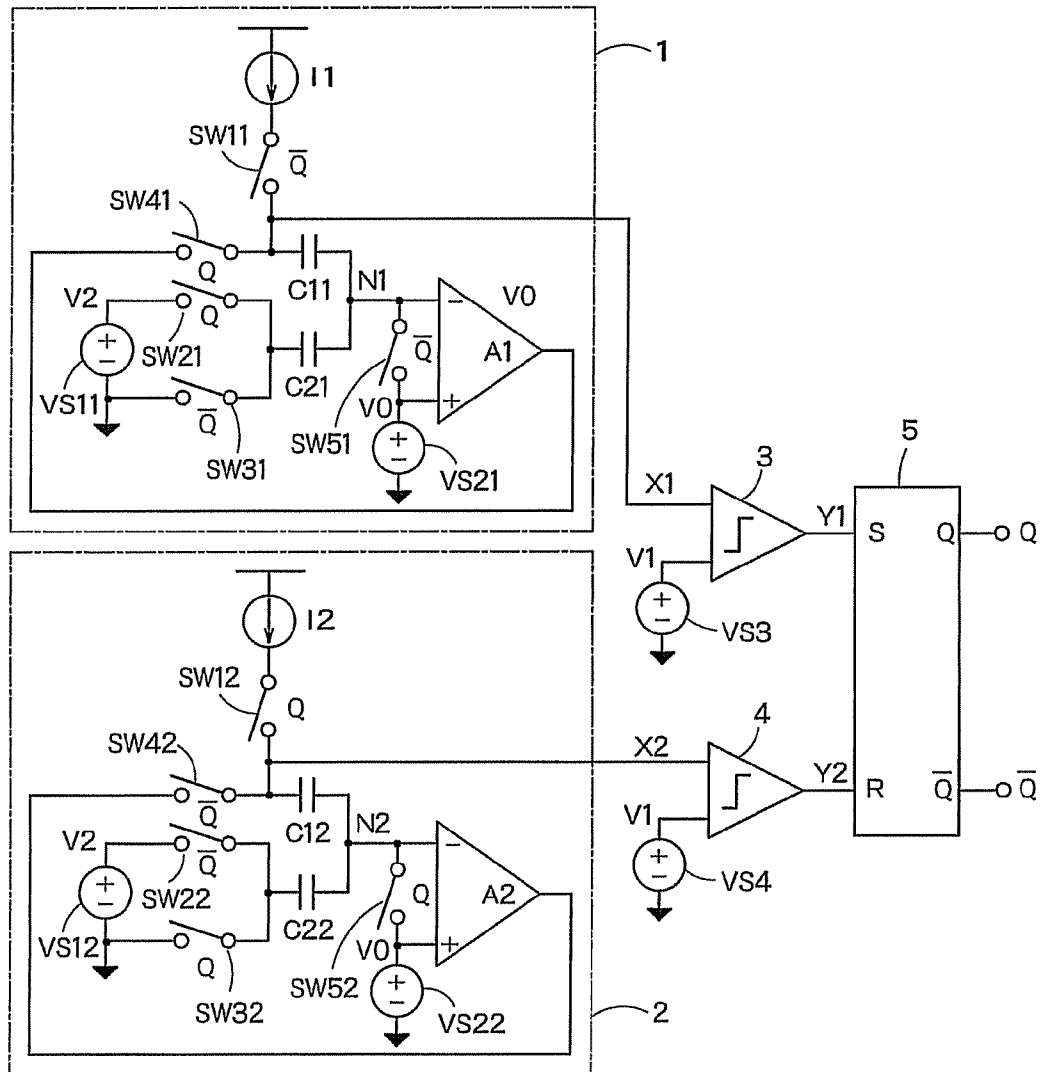 1
I1
SW11
Q̅
SW41
Q
C11
N1
V0
V2
Q
SW21
C21
Q̅
A1
VS11
Q̅
SW31
V0
SW51
VS21
X1
3
Y1
5
S
Q
Q
V1
VS3
I2
SW12
Q
SW42
Q̅
C12
N2
X2
4
Y2
R
Q̅
Q̅
V2
Q̅
SW22
C22
Q
A2
V1
VS4
VS12
Q
SW32
V0
SW52
VS22
2